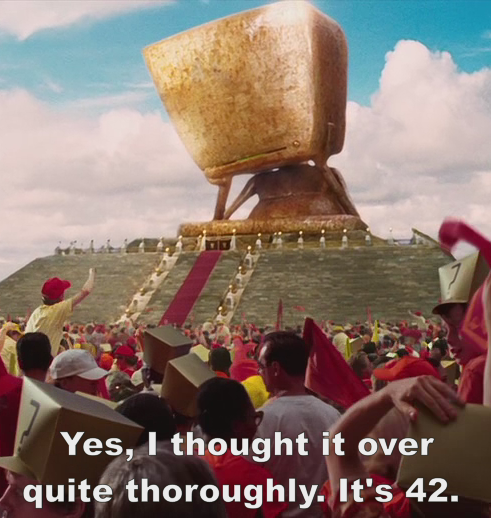 Yes, I thought it over
quite thoroughly. It's 42.